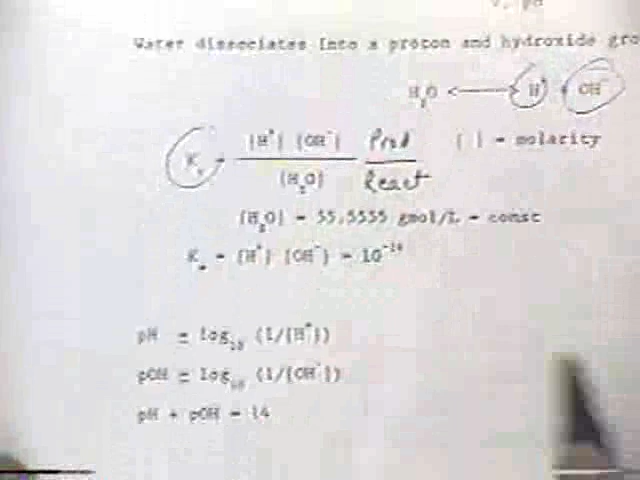 V. pH
Water dissociates into a proton and hydroxide gro
H₂O <----> H⁺ + OH⁻
[H⁺] [OH⁻] Prod [ ] = molarity
K =
[H₂O] React
[H₂O] = 55.5555 gmol/L = const
K = [H⁺] [OH⁻] = 10⁻¹⁴
pH = log₁₀ (1/[H⁺])
pOH = log₁₀ (1/[OH⁻])
pH + pOH = 14